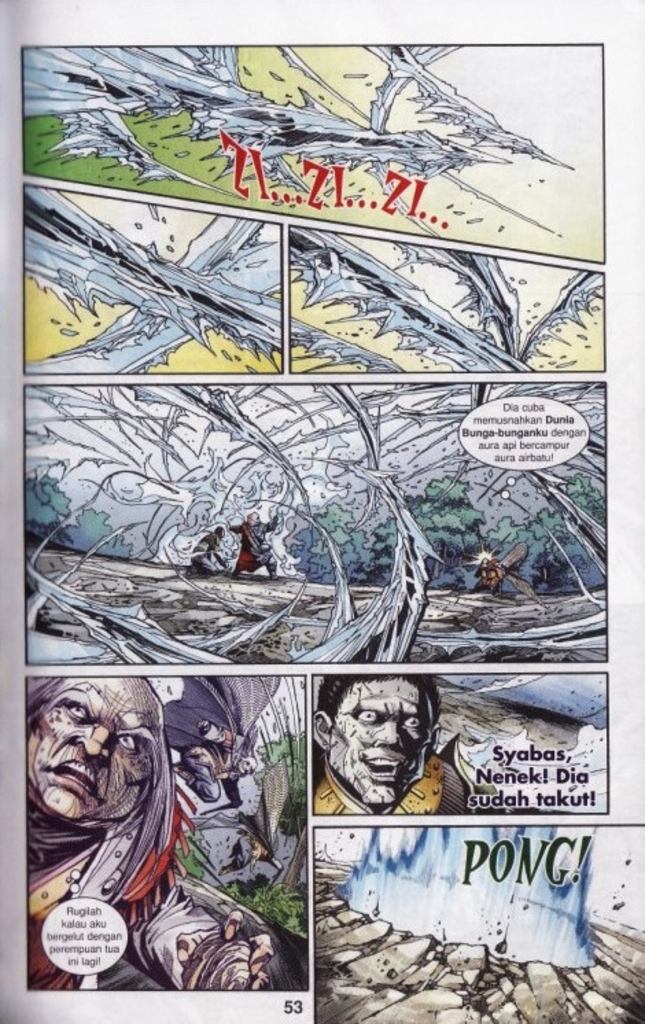 ZI...ZI...ZI...
Dia cuba
memusnahkan Dunia
Bunga-bunganku dengan
aura api bercampur
aura airbatu!
Syabas,
Nenek! Dia
sudah takut!
PONG!
Rugilah
kalau aku
bergelut dengan
perempuan tua
ini lagi!
53